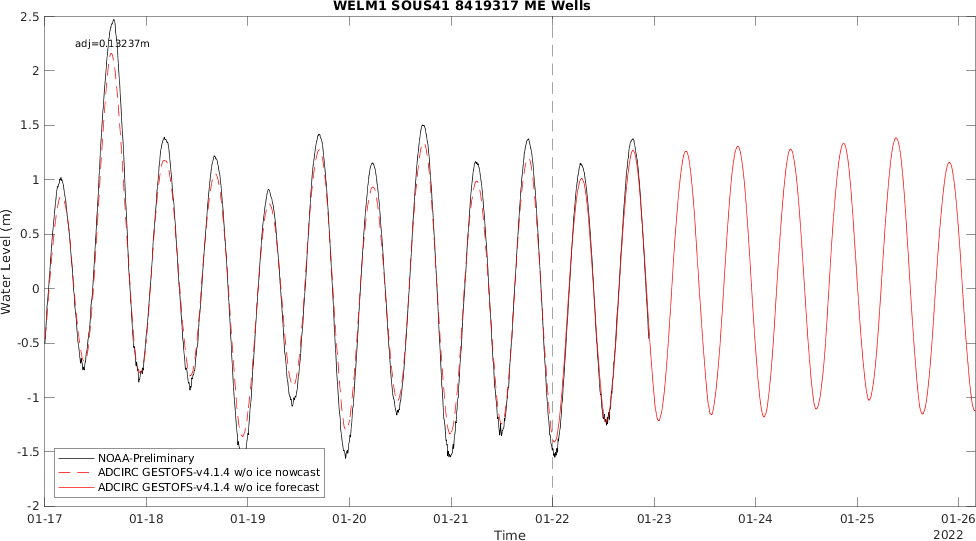 WELM1 SOUS41 8419317 ME Wells
adj=0.13237m
Water Level (m)
2.5
2
1.5
1
0.5
0
-0.5
-1
-1.5
-2
NOAA-Preliminary
ADCIRC GESTOFS-v4.1.4 w/o ice nowcast
ADCIRC GESTOFS-v4.1.4 w/o ice forecast
01-17 01-18 01-19 01-20 01-21 01-22 01-23 01-24 01-25 01-26
Time
2022